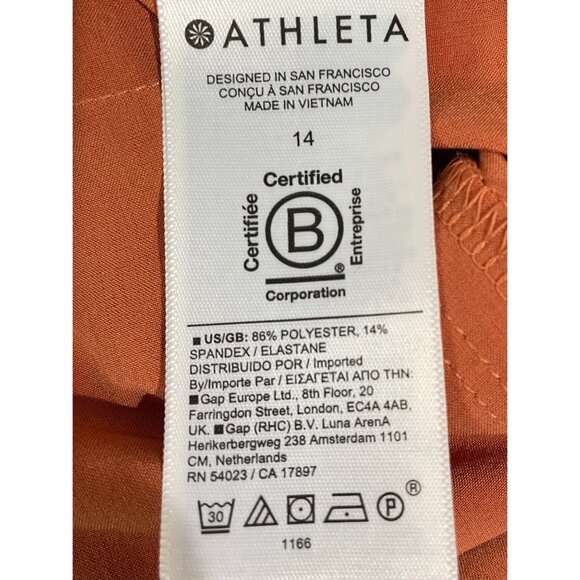 ATHLETA
DESIGNED IN SAN FRANCISCO
CONÇU À SAN FRANCISCO
MADE IN VIETNAM
14
Certified
Certifiée
B
Entreprise
®
Corporation
■ US/GB: 86% POLYESTER, 14%
SPANDEX / ELASTANE
DISTRIBUIDO POR / Imported
By/Importe Par / ΕΙΣΑΓΕΤΑΙ ΑΠΟ ΤΗΝ:
■Gap Europe Ltd., 8th Floor, 20
Farringdon Street, London, EC4A 4AB,
UK. ■Gap (RHC) B.V. Luna ArenA
Herikerbergweg 238 Amsterdam 1101
CM, Netherlands
RN 54023 / CA 17897
30 P ®
1166